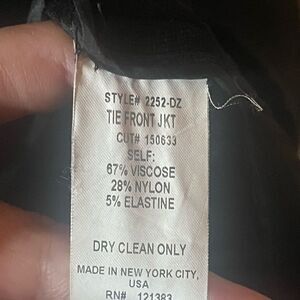 STYLE# 2252-DZ
TIE FRONT JKT
CUT# 150633
SELF:
67% VISCOSE
28% NYLON
5% ELASTINE
DRY CLEAN ONLY
MADE IN NEW YORK CITY,
USA
RN# 121383